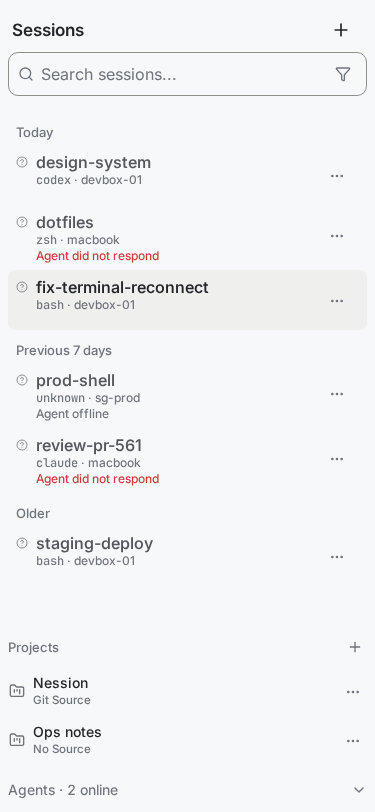 Sessions
Search sessions...
Today
design-system
codex · devbox-01
dotfiles
zsh · macbook
Agent did not respond
fix-terminal-reconnect
bash · devbox-01
Previous 7 days
prod-shell
unknown · sg-prod
Agent offline
review-pr-561
claude · macbook
Agent did not respond
Older
staging-deploy
bash · devbox-01
Projects
Nession
Git Source
Ops notes
No Source
Agents · 2 online